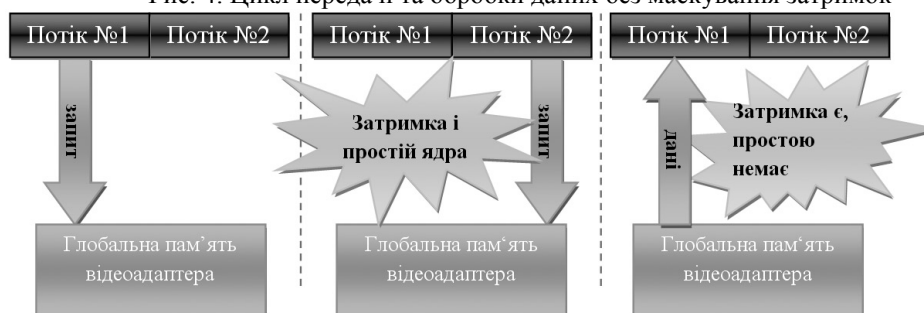 Рис. 4. Цикл передачі та обробки даних без маскування затримок
Потік №1 Потік №2
запит
Глобальна пам’ять
відеоадаптера
Потік №1 Потік №2
Затримка і
простій ядра
запит
Глобальна пам‘ять
відеоадаптера
Потік №1 Потік №2
дані
Затримка є,
простою
немає
Глобальна пам‘ять
відеоадаптера